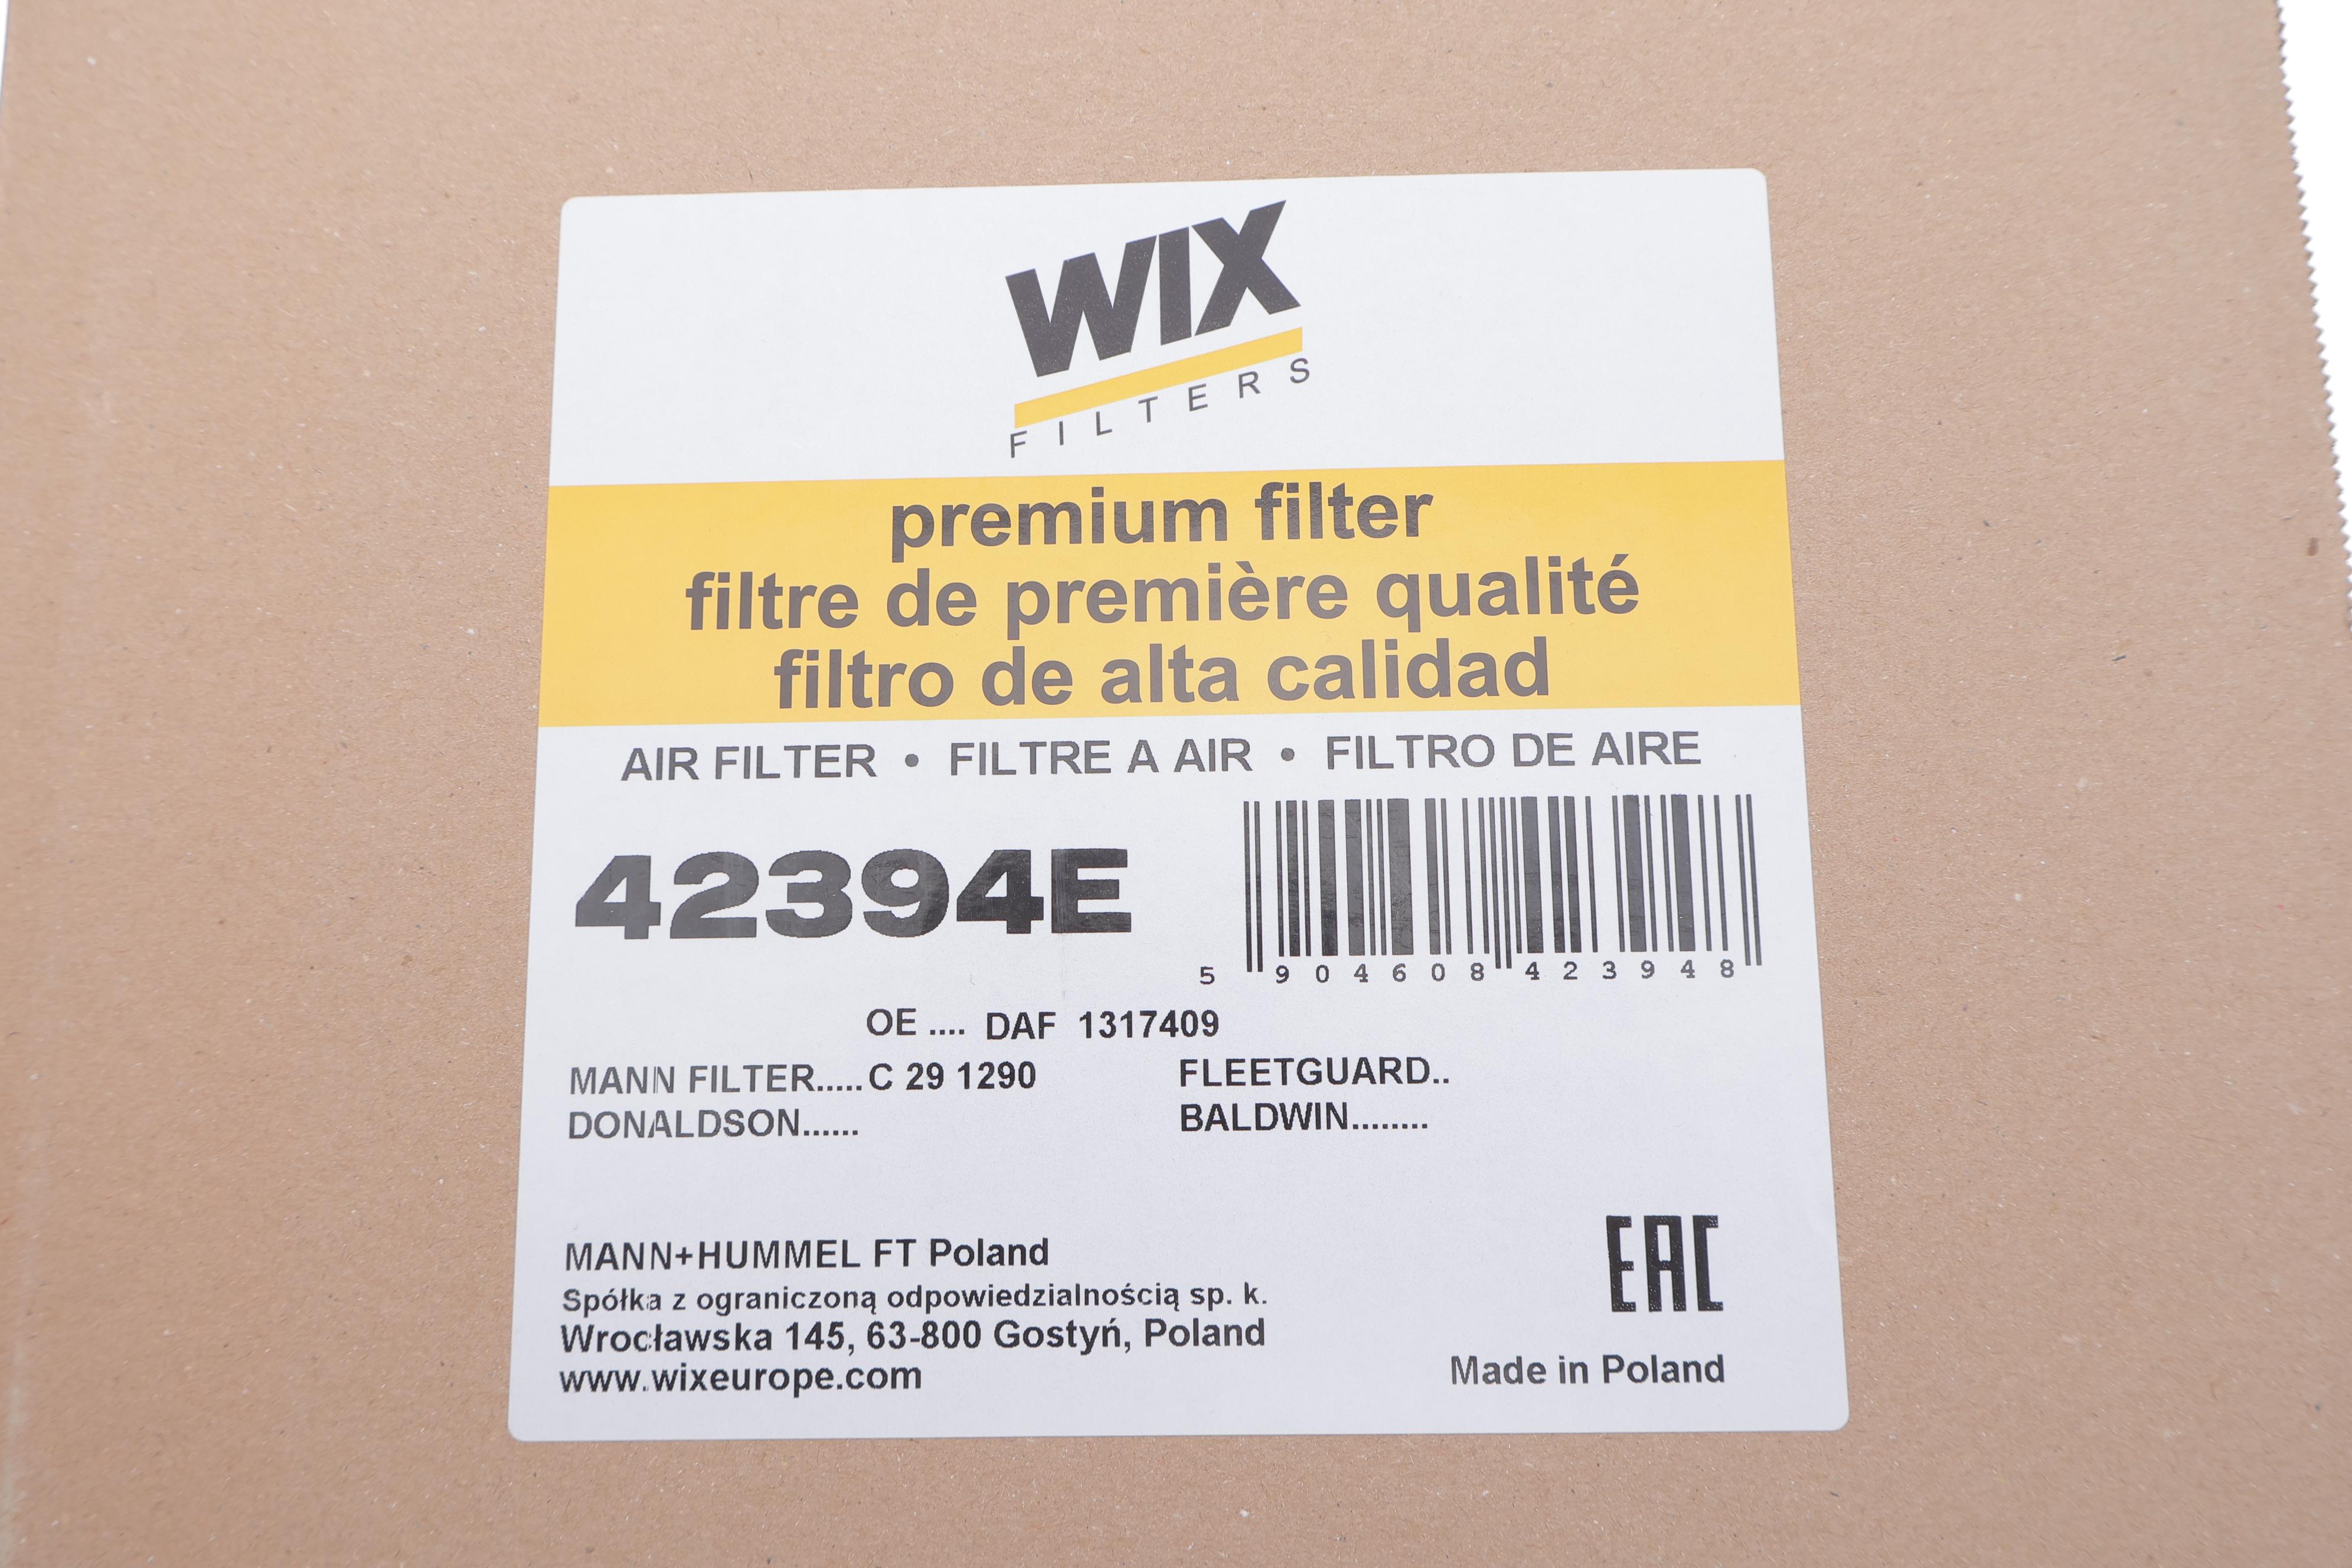 WIX
FILTERS
premium filter
filtre de première qualité
filtro de alta calidad
AIR FILTER • FILTRE A AIR • FILTRO DE AIRE
42394E
5 904608 423948
OE .... DAF 1317409
MANN FILTER.....C 29 1290 FLEETGUARD..
DONALDSON...... BALDWIN........
MANN+HUMMEL FT Poland
Spółka z ograniczoną odpowiedzialnością sp. k.
Wrocławska 145, 63-800 Gostyń, Poland
www.wixeurope.com
EAC
Made in Poland